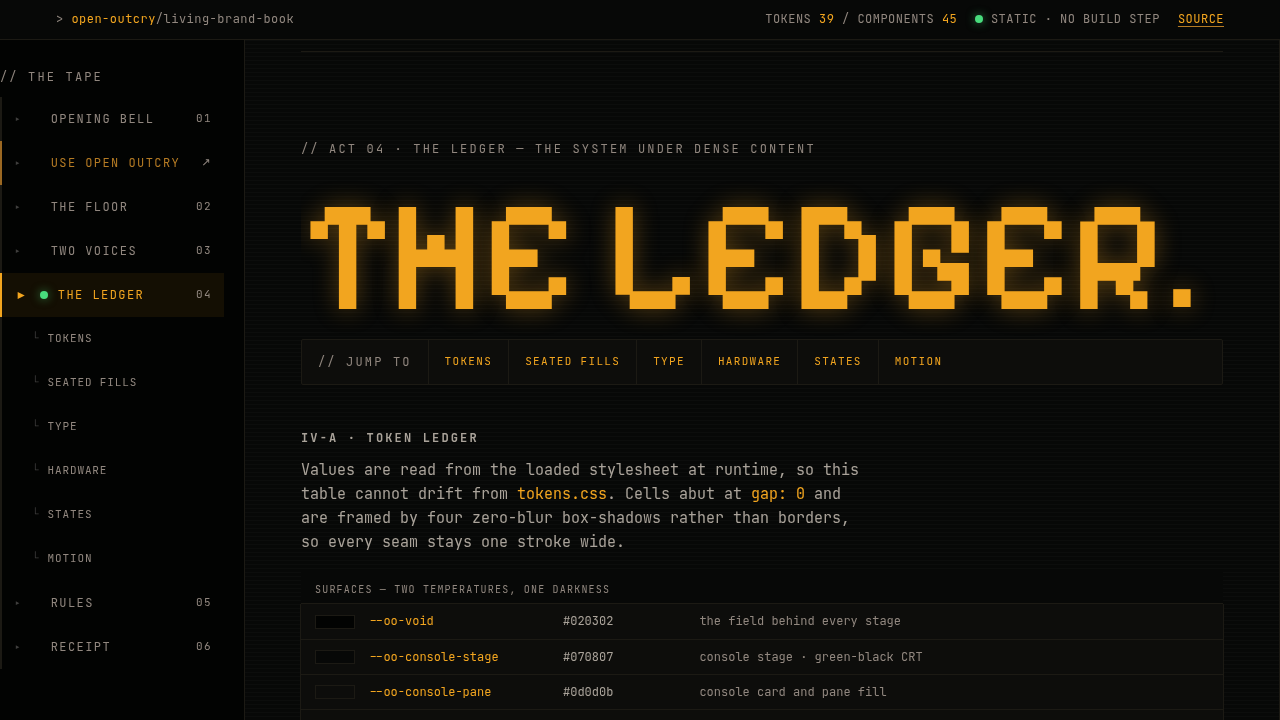 > open-outcry/living-brand-book
TOKENS 39 / COMPONENTS 45
STATIC · NO BUILD STEP
SOURCE
// THE TAPE
▸ OPENING BELL 01
▸ USE OPEN OUTCRY ↗
▸ THE FLOOR 02
▸ TWO VOICES 03
▶ THE LEDGER 04
└ TOKENS
└ SEATED FILLS
└ TYPE
└ HARDWARE
└ STATES
└ MOTION
▸ RULES 05
▸ RECEIPT 06
// ACT 04 · THE LEDGER — THE SYSTEM UNDER DENSE CONTENT
THE LEDGER.
// JUMP TO TOKENS SEATED FILLS TYPE HARDWARE STATES MOTION
IV-A · TOKEN LEDGER
Values are read from the loaded stylesheet at runtime, so this
table cannot drift from tokens.css. Cells abut at gap: 0 and
are framed by four zero-blur box-shadows rather than borders,
so every seam stays one stroke wide.
SURFACES — TWO TEMPERATURES, ONE DARKNESS
--oo-void #020302 the field behind every stage
--oo-console-stage #070807 console stage · green-black CRT
--oo-console-pane #0d0d0b console card and pane fill